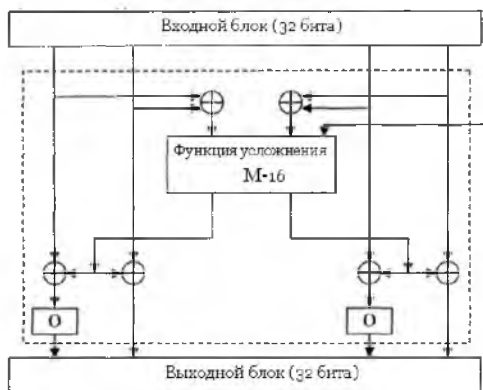 Входной блок (32 бита)
Функция усложнения
М-16
О
О
Выходной блок (32 бита)